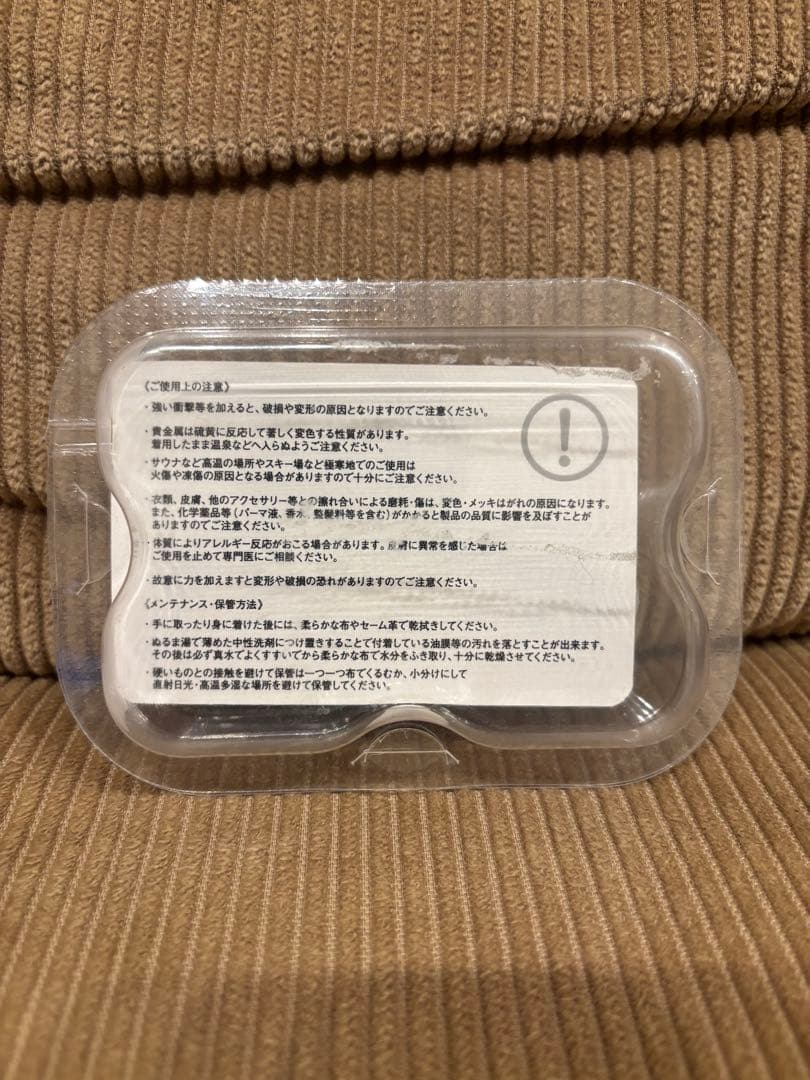 《ご使用上の注意》
・強い衝撃等を加えると、破損や変形の原因となりますのでご注意ください。
・貴金属は硫黄に反応して著しく変色する性質があります。
着用したまま温泉などへ入らぬようご注意ください。
・サウナなど高温の場所やスキー場など極寒地でのご使用は
火傷や凍傷の原因となる場合がありますので十分にご注意ください。
・衣類、皮膚、他のアクセサリー等との擦れ合いによる磨耗・傷は、変色・メッキはがれの原因になります。
また、化学薬品等(パーマ液、香水、整髪料等を含む)がかかると製品の品質に影響を及ぼすことが
ありますのでご注意ください。
・体質によりアレルギー反応がおこる場合があります。皮膚に異常を感じた場合は
ご使用を止めて専門医にご相談ください。
・故意に力を加えますと変形や破損の恐れがありますのでご注意ください。
《メンテナンス・保管方法》
・手に取ったり身に着けた後には、柔らかな布やセーム革で乾拭きしてください。
・ぬるま湯で薄めた中性洗剤につけ置きすることで付着している油膜等の汚れを落とすことが出来ます。
その後は必ず真水でよくすすいでから柔らかな布で水分をふき取り、十分に乾燥させてください。
・硬いものとの接触を避けて保管は一つ一つ布でくるむか、小分けにして
直射日光・高温多湿な場所を避けて保管してください。